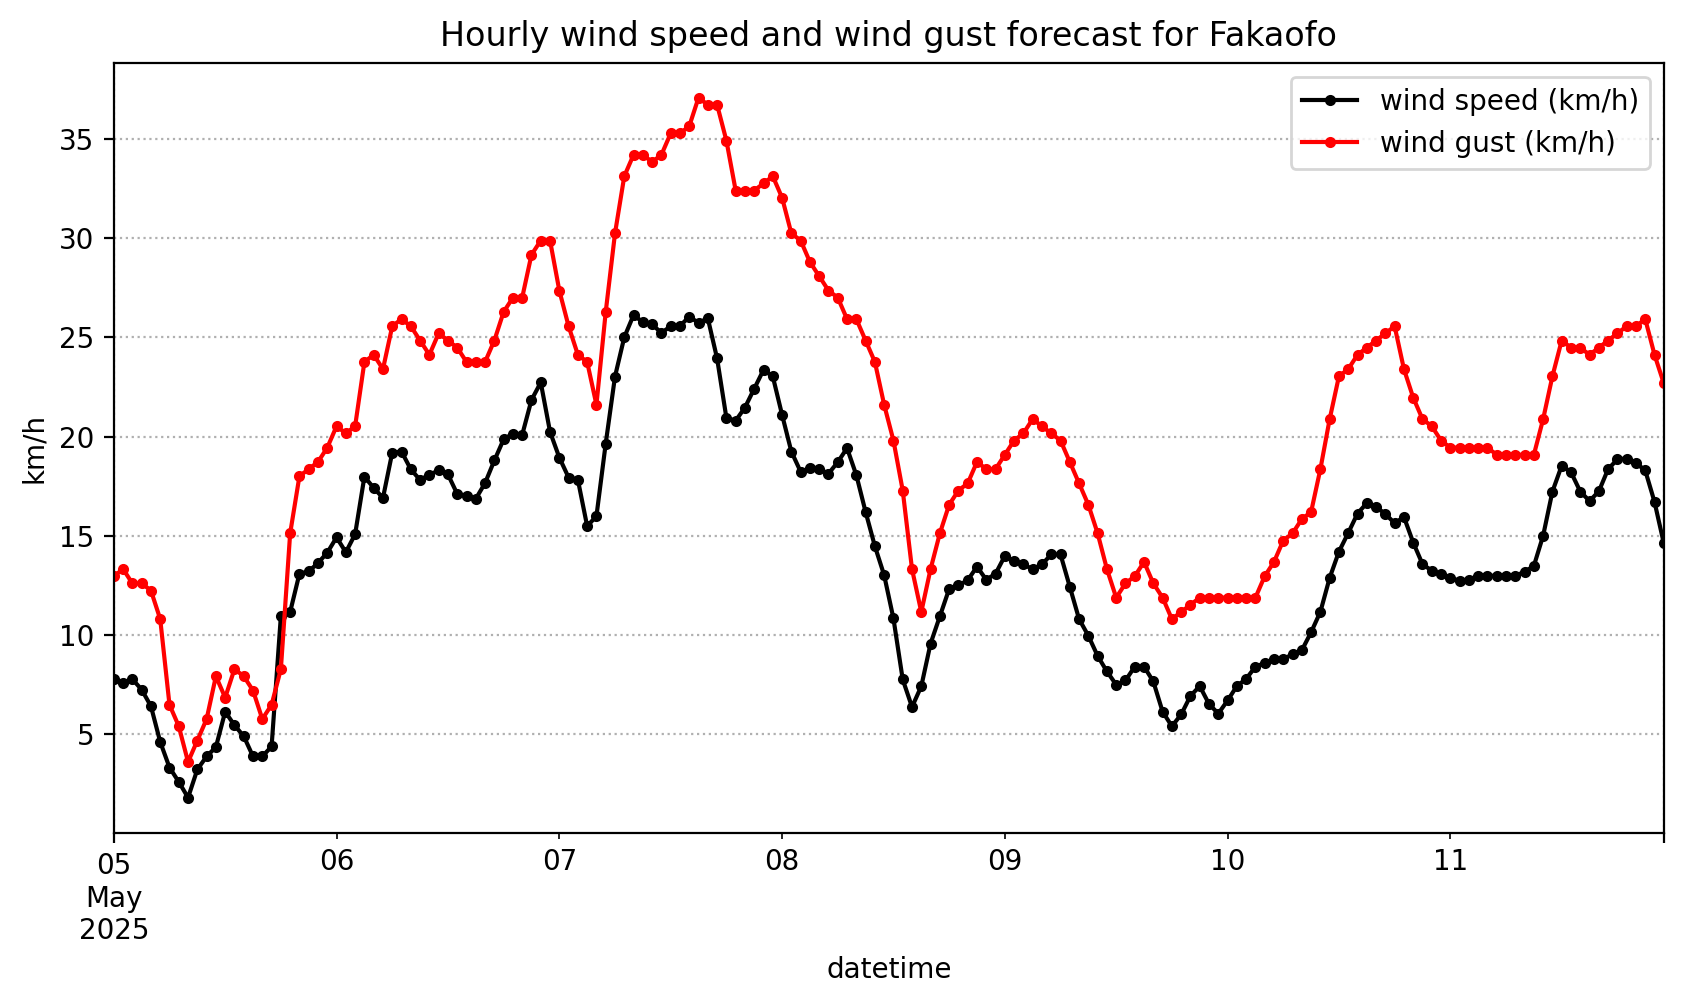 Hourly wind speed and wind gust forecast for Fakaofo
wind speed (km/h)
wind gust (km/h)
km/h
35
30
25
20
15
10
5
05
May
2025
06
07
08
09
10
11
datetime